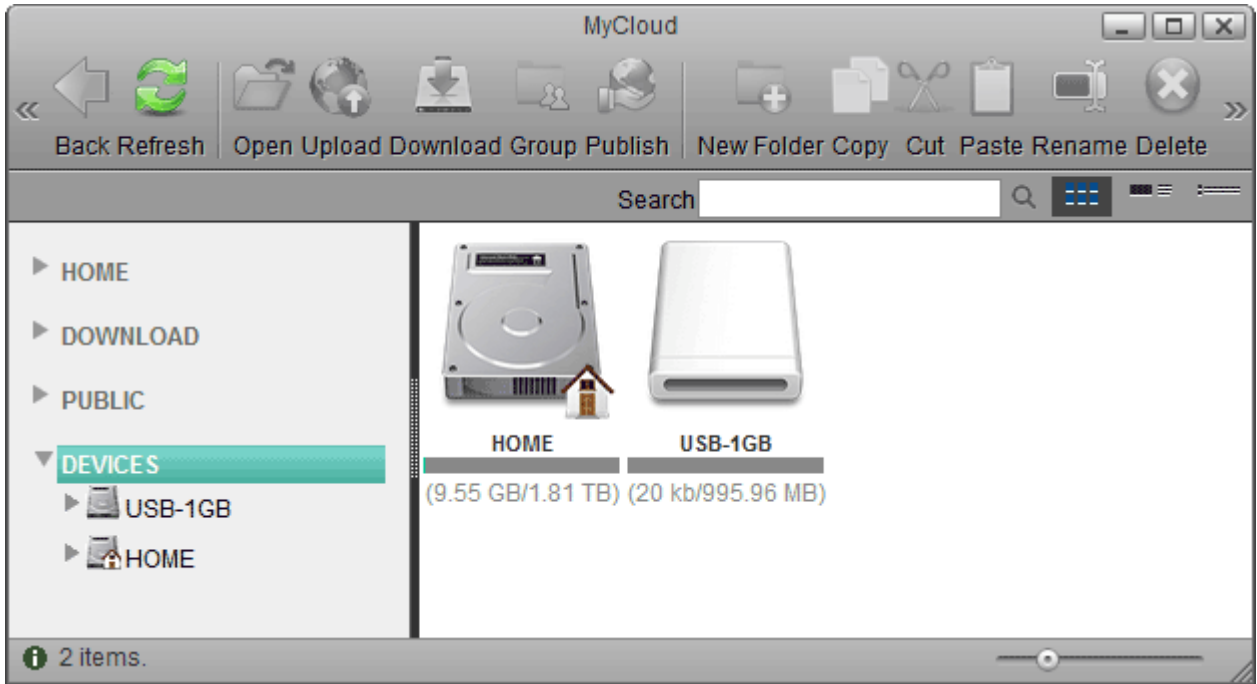 MyCloud
Back Refresh Open Upload Download Group Publish New Folder Copy Cut Paste Rename Delete
Search
HOME
DOWNLOAD
PUBLIC
DEVICES
USB-1GB
HOME
HOME USB-1GB
(9.55 GB/1.81 TB) (20 kb/995.96 MB)
2 items.